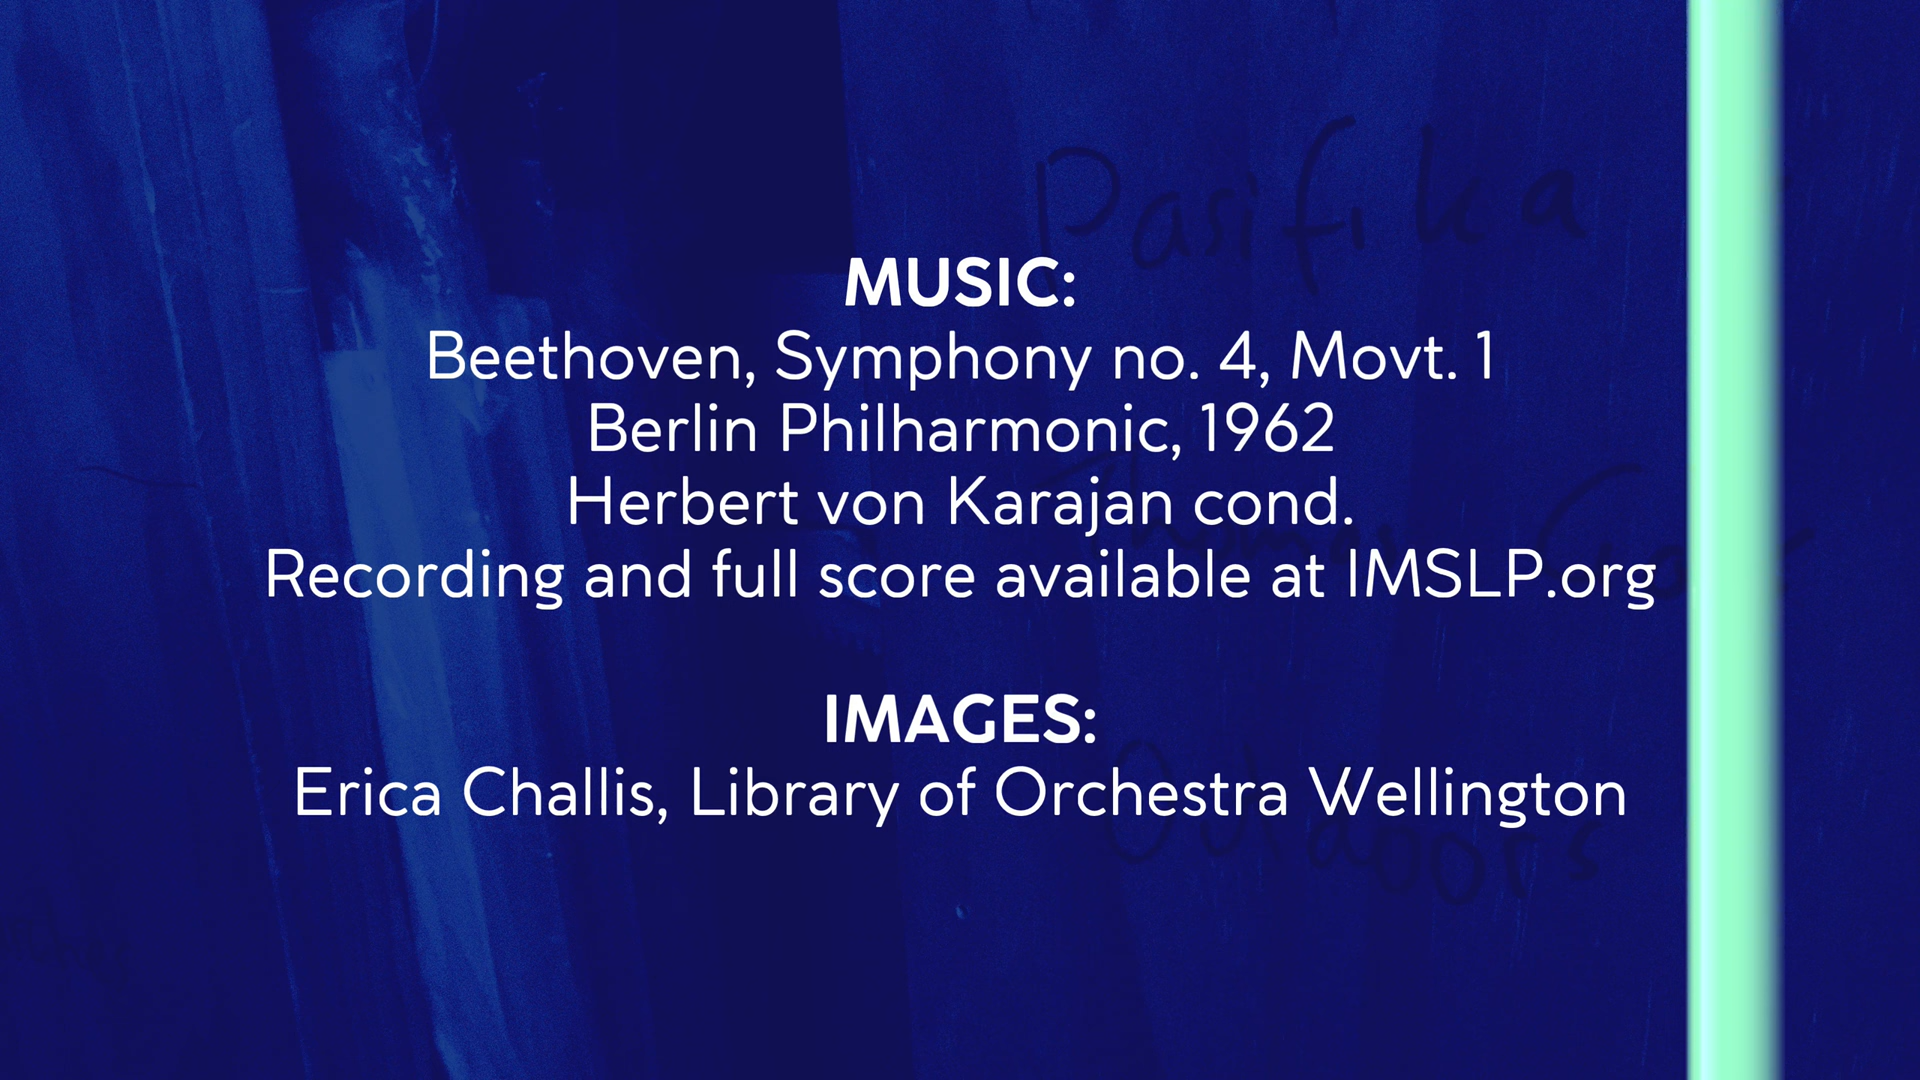 Pasifika
MUSIC:
Beethoven, Symphony no. 4, Movt. 1
Berlin Philharmonic, 1962
Herbert von Karajan cond.
Recording and full score available at IMSLP.org
IMAGES:
Erica Challis, Library of Orchestra Wellington
Outdoors